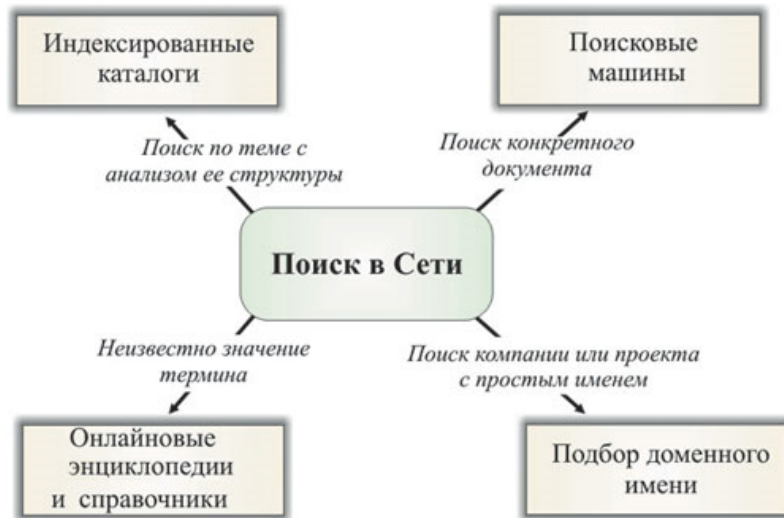 Индексированные
каталоги
Поисковые
машины
Поиск по теме с
анализом ее структуры
Поиск конкретного
документа
Поиск в Сети
Неизвестно значение
термина
Поиск компании или проекта
с простым именем
Онлайновые
энциклопедии
и справочники
Подбор доменного
имени